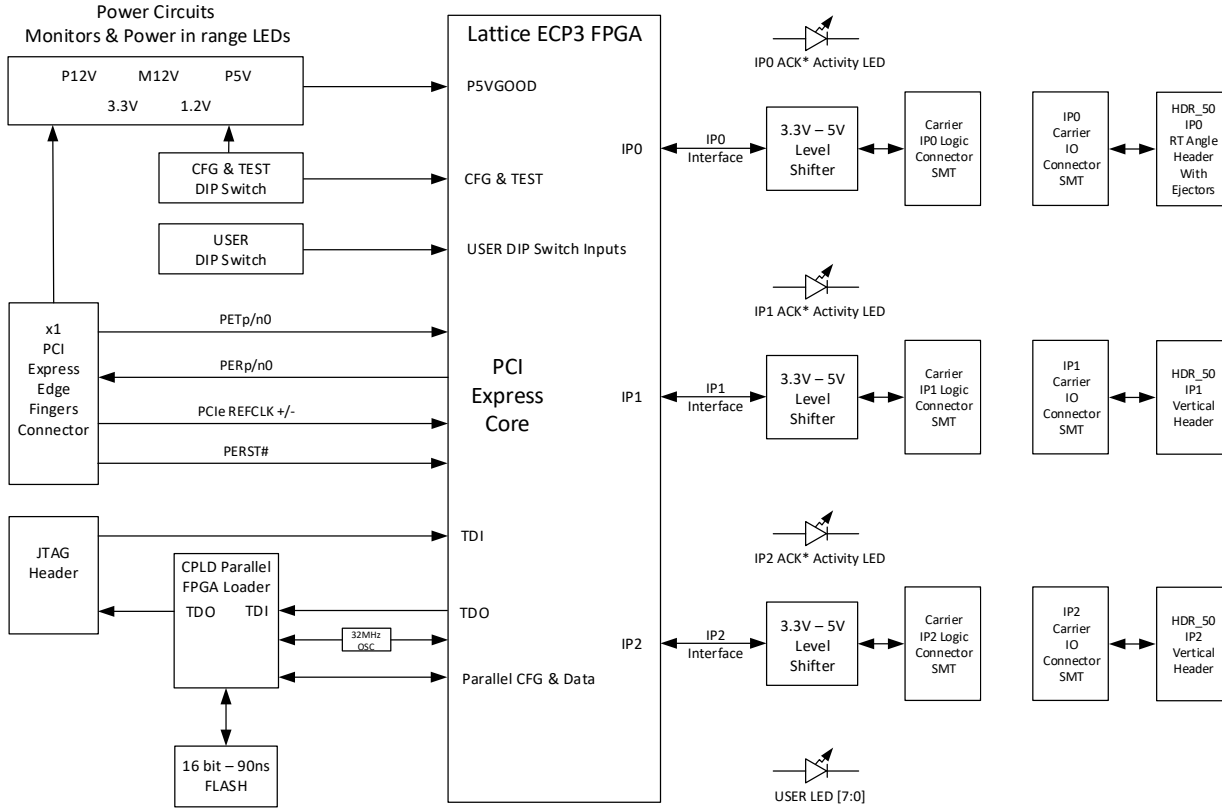 Power Circuits
Monitors & Power in range LEDs
P12V M12V P5V
3.3V 1.2V
CFG & TEST
DIP Switch
USER
DIP Switch
x1
PCI
Express
Edge
Fingers
Connector
PETp/n0
PERp/n0
PCIe REFCLK +/-
PERST#
JTAG
Header
CPLD Parallel
FPGA Loader
TDO TDI
32MHz
OSC
16 bit – 90ns
FLASH
Lattice ECP3 FPGA
P5VGOOD
CFG & TEST
USER DIP Switch Inputs
PCI
Express
Core
TDI
TDO
Parallel CFG & Data
IP0
IP1
IP2
IP0 ACK* Activity LED
IP0
Interface
3.3V – 5V
Level
Shifter
Carrier
IP0 Logic
Connector
SMT
IP0
Carrier
IO
Connector
SMT
HDR_50
IP0
RT Angle
Header
With
Ejectors
IP1 ACK* Activity LED
IP1
Interface
3.3V – 5V
Level
Shifter
Carrier
IP1 Logic
Connector
SMT
IP1
Carrier
IO
Connector
SMT
HDR_50
IP1
Vertical
Header
IP2 ACK* Activity LED
IP2
Interface
3.3V – 5V
Level
Shifter
Carrier
IP2 Logic
Connector
SMT
IP2
Carrier
IO
Connector
SMT
HDR_50
IP2
Vertical
Header
USER LED [7:0]